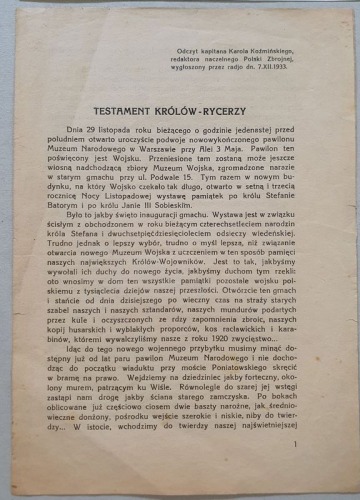 Odczyt kapitana Karola Koźmińskiego,
redaktora naczelnego Polski Zbrojnej,
wygłoszony przez radjo dn. 7.XII.1933.
TESTAMENT KRÓLÓW-RYCERZY
Dnia 29 listopada roku bieżącego o godzinie jedenastej przed
południem otwarto uroczyście podwoje nowowykończonego pawilonu
Muzeum Narodowego w Warszawie przy Alei 3 Maja. Pawilon ten
poświęcony jest Wojsku. Przeniesione tam zostaną może jeszcze
wiosną nadchodzącą zbiory Muzeum Wojska, zgromadzone narazie
w starym gmachu przy ul. Podwale 15. Tym razem w nowym bu-
dynku, na który Wojsko czekało tak długo, otwarto w setną i trzecią
rocznicę Nocy Listopadowej wystawę pamiątek po królu Stefanie
Batorym i po królu Janie III Sobieskim.
Było to jakby święto inauguracji gmachu. Wystawa jest w związku
ścisłym z obchodzonem w roku bieżącym czterechsetleciem narodzin
króla Stefana i dwuchsetpięćdziesięcioleciem odsieczy wiedeńskiej.
Trudno jednak o lepszy wybór, trudno o myśl lepszą, niż związanie
otwarcia nowego Muzeum Wojska z uczczeniem w ten sposób pamięci
naszych największych Królów-Wojowników. Jest to tak, jakbyśmy
wywołali ich duchy do nowego życia, jakbyśmy duchom tym rzekli:
oto wnosimy w dom ten wszystkie pamiątki pozostałe wojsku pol-
skiemu z tysiąclecia dziejów naszej przeszłości. Otwórzcie ten gmach
i stańcie od dnia dzisiejszego po wieczny czas na straży starych
szabel naszych i naszych sztandarów, naszych mundurów podartych
przez kule i oczyszczonych ze rdzy zapomnienia zbroic, naszych
kopij husarskich i wyblakłych proporców, kos racławickich i kara-
binów, któremi wywalczyliśmy nasze z roku 1920 zwycięstwo...
Idąc do tego nowego wojennego przybytku musimy minąć do-
stępny już od lat paru pawilon Muzeum Narodowego i nie docho-
dząc do początku wiaduktu przy moście Poniatowskiego skręcić
w bramę na prawo. Wejdziemy na dziedziniec jakby forteczny, oko-
lony murem, patrzącym ku Wiśle. Równolegle do szarej jej wstęgi
zastąpi nam drogę jakby ściana starego zamczyska. Po bokach
oblicowane już częściowo ciosem dwie baszty narożne, jak średnio-
wieczne donżony, pośrodku wejście szerokie i niskie, niby do twier-
dzy... W istocie, wchodzimy do twierdzy naszej najświetniejszej
1